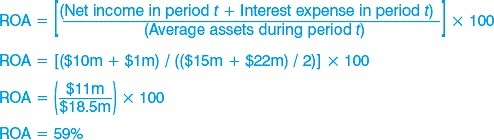 ROA = [(Net income in period t + Interest expense in period t) / (Average assets during period t)] × 100
ROA = [($10m + $1m) / (($15m + $22m) / 2)] × 100
ROA = ($11m / $18.5m) × 100
ROA = 59%